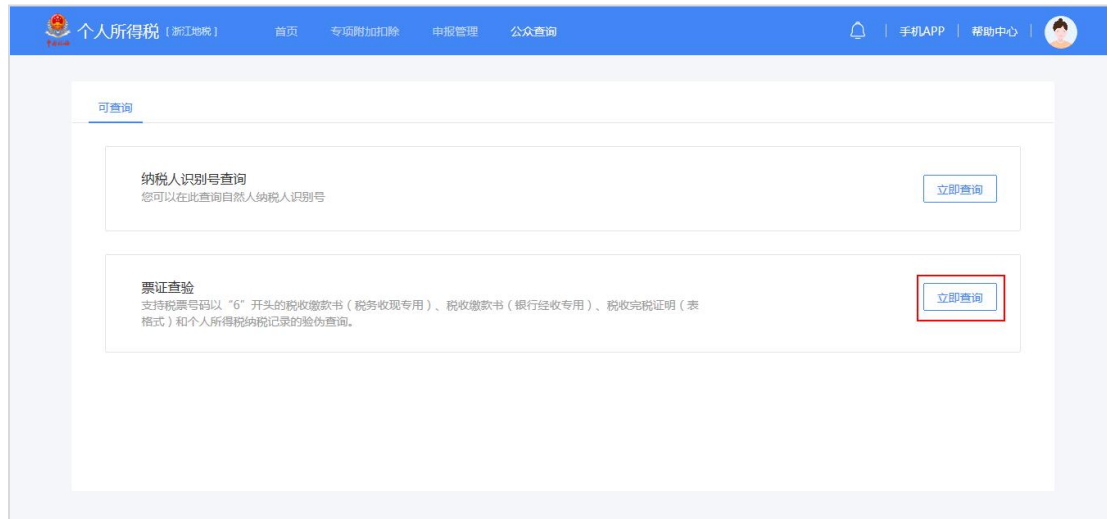 个人所得税 [ 浙江地税 ] 首页 专项附加扣除 申报管理 公众查询 手机APP 帮助中心
可查询
纳税人识别号查询
您可以在此查询自然人纳税人识别号
立即查询
票证查验
支持税票号码以“6”开头的税收缴款书（税务收现专用）、税收缴款书（银行经收专用）、税收完税证明（表
格式）和个人所得税纳税记录的验伪查询。
立即查询